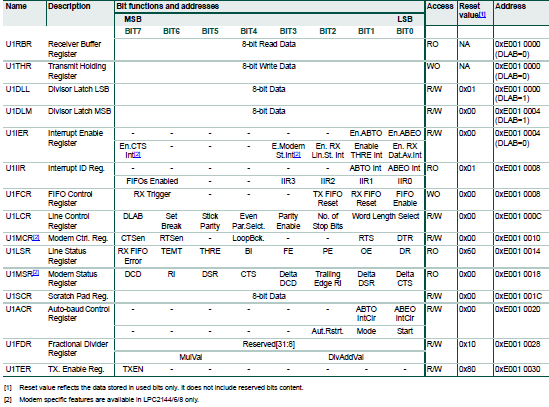 Name Description Bit functions and addresses Access Reset value[1] Address
MSB LSB
BIT7 BIT6 BIT5 BIT4 BIT3 BIT2 BIT1 BIT0
U1RBR Receiver Buffer Register 8-bit Read Data RO NA 0xE001 0000 (DLAB=0)
U1THR Transmit Holding Register 8-bit Write Data WO NA 0xE001 0000 (DLAB=0)
U1DLL Divisor Latch LSB 8-bit Data R/W 0x01 0xE001 0000 (DLAB=1)
U1DLM Divisor Latch MSB 8-bit Data R/W 0x00 0xE001 0004 (DLAB=1)
U1IER Interrupt Enable Register - - - - - - En.ABTO En.ABEO R/W 0x00 0xE001 0004 (DLAB=0)
En.CTS Int[2] - - - E.Modem St.Int[2] En. RX Lin.St. Int Enable THRE Int En. RX Dat.Av.Int
U1IIR Interrupt ID Reg. - - - - - - ABTO Int ABEO Int RO 0x01 0xE001 0008
FIFOs Enabled - - IIR3 IIR2 IIR1 IIR0
U1FCR FIFO Control Register RX Trigger - - - TX FIFO Reset RX FIFO Reset FIFO Enable WO 0x00 0xE001 0008
U1LCR Line Control Register DLAB Set Break Stick Parity Even Par.Selct. Parity Enable No. of Stop Bits Word Length Select R/W 0x00 0xE001 000C
U1MCR[2] Modem Ctrl. Reg. CTSen RTSen - LoopBck. - - RTS DTR R/W 0x00 0xE001 0010
U1LSR Line Status Register RX FIFO Error TEMT THRE BI FE PE OE DR RO 0x60 0xE001 0014
U1MSR[2] Modem Status Register DCD RI DSR CTS Delta DCD Trailing Edge RI Delta DSR Delta CTS RO 0x00 0xE001 0018
U1SCR Scratch Pad Reg. 8-bit Data R/W 0x00 0xE001 001C
U1ACR Auto-baud Control Register - - - - - - ABTO IntClr ABEO IntClr R/W 0x00 0xE001 0020
- - - - - Aut.Rstrt. Mode Start
U1FDR Fractional Divider Register Reserved[31:8] R/W 0x10 0xE001 0028
MulVal DivAddVal
U1TER TX. Enable Reg. TXEN - - - - - - - R/W 0x80 0xE001 0030
[1] Reset value reflects the data stored in used bits only. It does not include reserved bits content.
[2] Modem specific features are available in LPC2144/6/8 only.